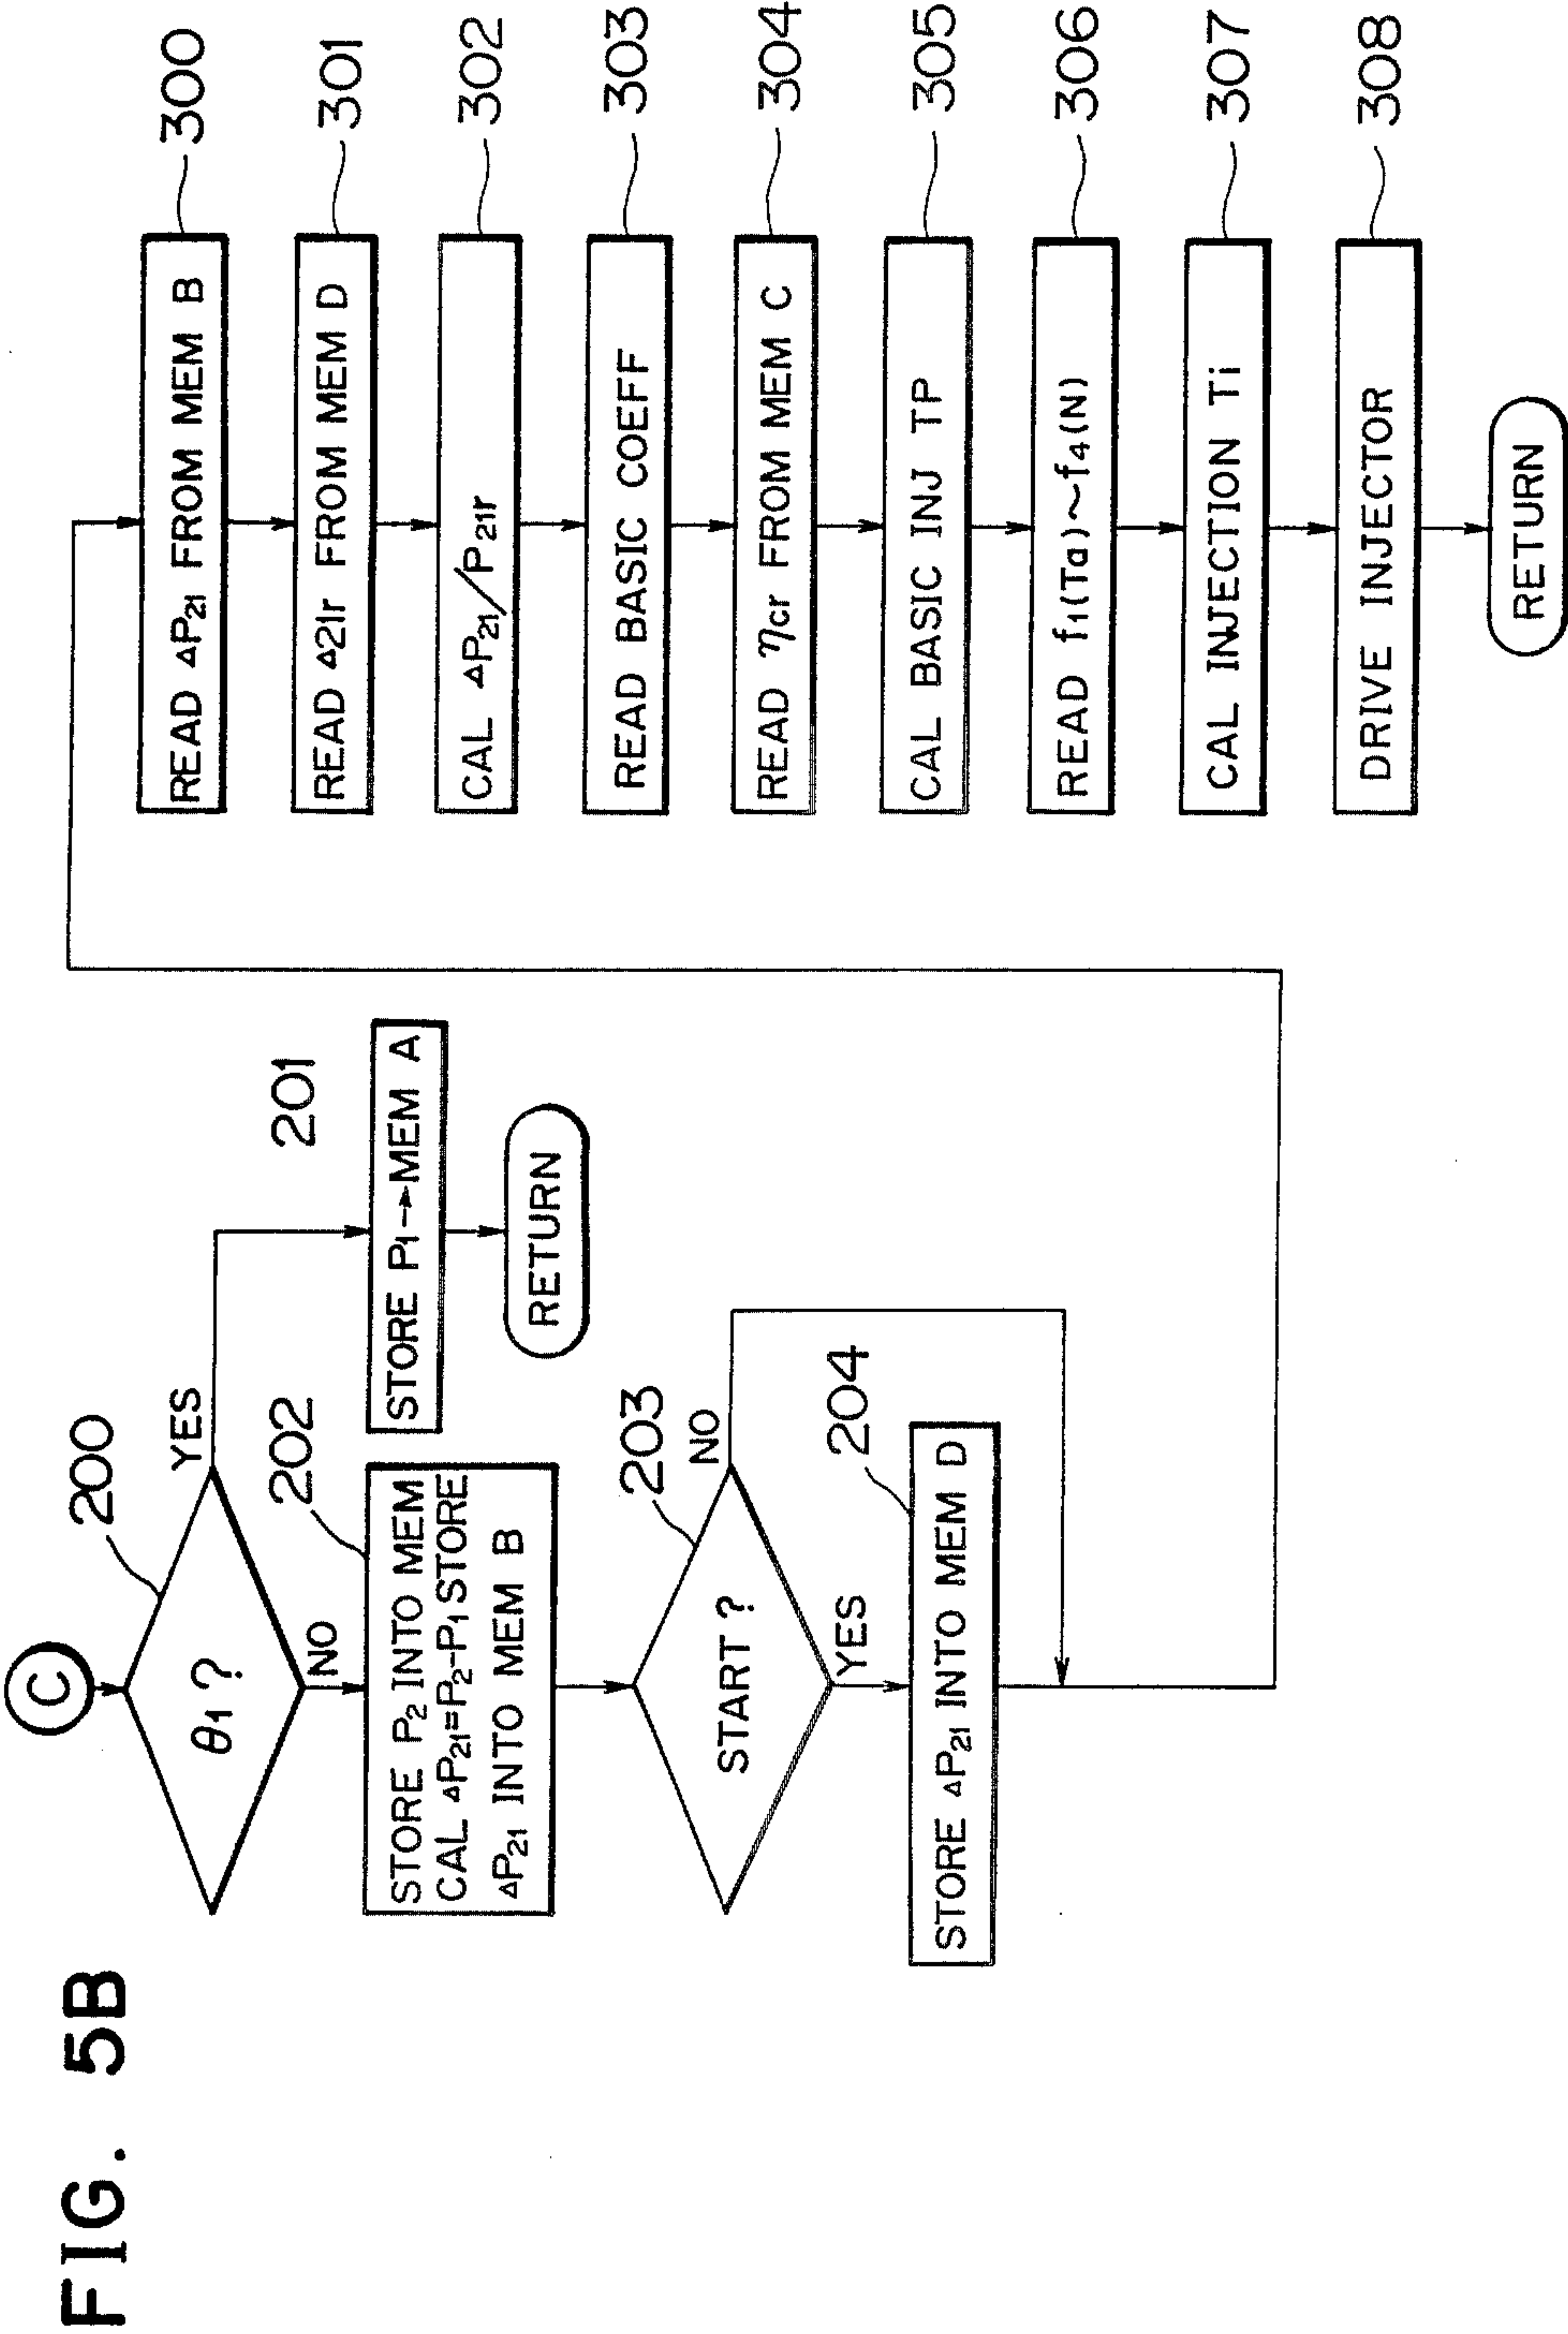 FIG. 5B
C
200
θ1 ?
YES
NO
201
STORE P1→MEM A
RETURN
202
STORE P2 INTO MEM
CAL ΔP21=P2-P1 STORE
ΔP21 INTO MEM B
203
START ?
NO
YES
204
STORE ΔP21 INTO MEM D
READ ΔP21 FROM MEM B
300
READ Δ21r FROM MEM D
301
CAL ΔP21/P21r
302
READ BASIC COEFF
303
READ ηcr FROM MEM C
304
CAL BASIC INJ TP
305
READ f1(Ta)~f4(N)
306
CAL INJECTION Ti
307
DRIVE INJECTOR
308
RETURN